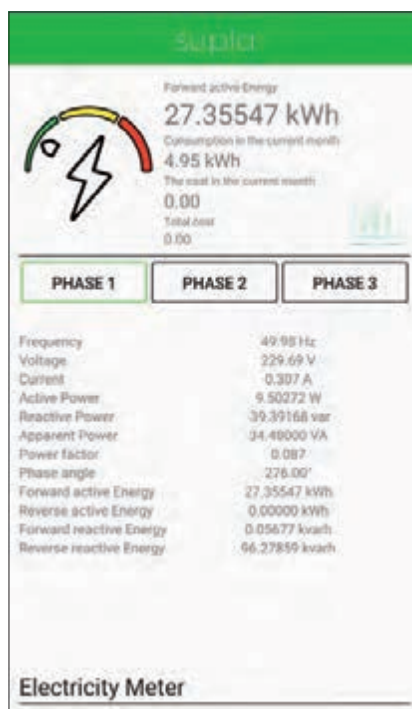 supla
Forward active Energy
27.35547 kWh
Consumption in the current month
4.95 kWh
The cost in the current month
0.00
Total cost
0.00
PHASE 1 PHASE 2 PHASE 3
Frequency 49.98 Hz
Voltage 229.69 V
Current 0.307 A
Active Power 9.50272 W
Reactive Power 39.39168 var
Apparent Power 34.48000 VA
Power factor 0.087
Phase angle 276.00°
Forward active Energy 27.35547 kWh
Reverse active Energy 0.00000 kWh
Forward reactive Energy 0.05677 kvarh
Reverse reactive Energy 96.27859 kvarh
Electricity Meter